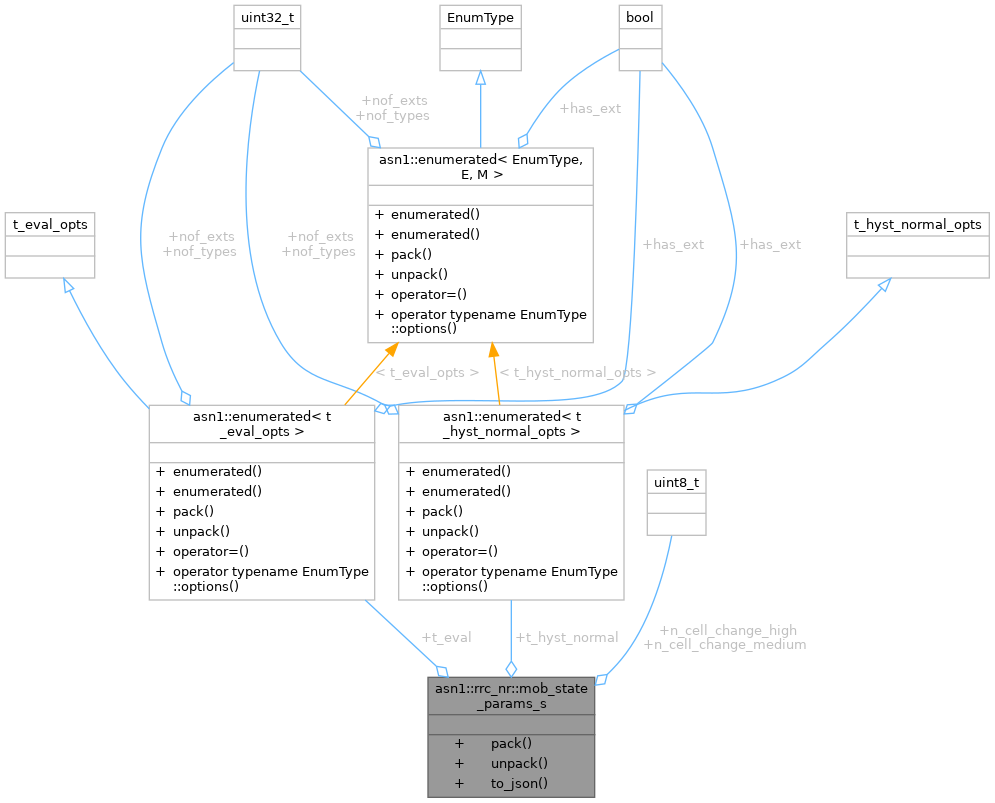 uint32_t
EnumType
bool
+nof_exts
+nof_types
+has_ext
asn1::enumerated< EnumType,
E, M >
+ enumerated()
+ enumerated()
+ pack()
+ unpack()
+ operator=()
+ operator typename EnumType
::options()
t_eval_opts
t_hyst_normal_opts
+nof_exts
+nof_types
+nof_exts
+nof_types
+has_ext
+has_ext
< t_eval_opts >
< t_hyst_normal_opts >
asn1::enumerated< t
_eval_opts >
+ enumerated()
+ enumerated()
+ pack()
+ unpack()
+ operator=()
+ operator typename EnumType
::options()
asn1::enumerated< t
_hyst_normal_opts >
+ enumerated()
+ enumerated()
+ pack()
+ unpack()
+ operator=()
+ operator typename EnumType
::options()
uint8_t
+t_eval
+t_hyst_normal
+n_cell_change_high
+n_cell_change_medium
asn1::rrc_nr::mob_state
_params_s
+ pack()
+ unpack()
+ to_json()